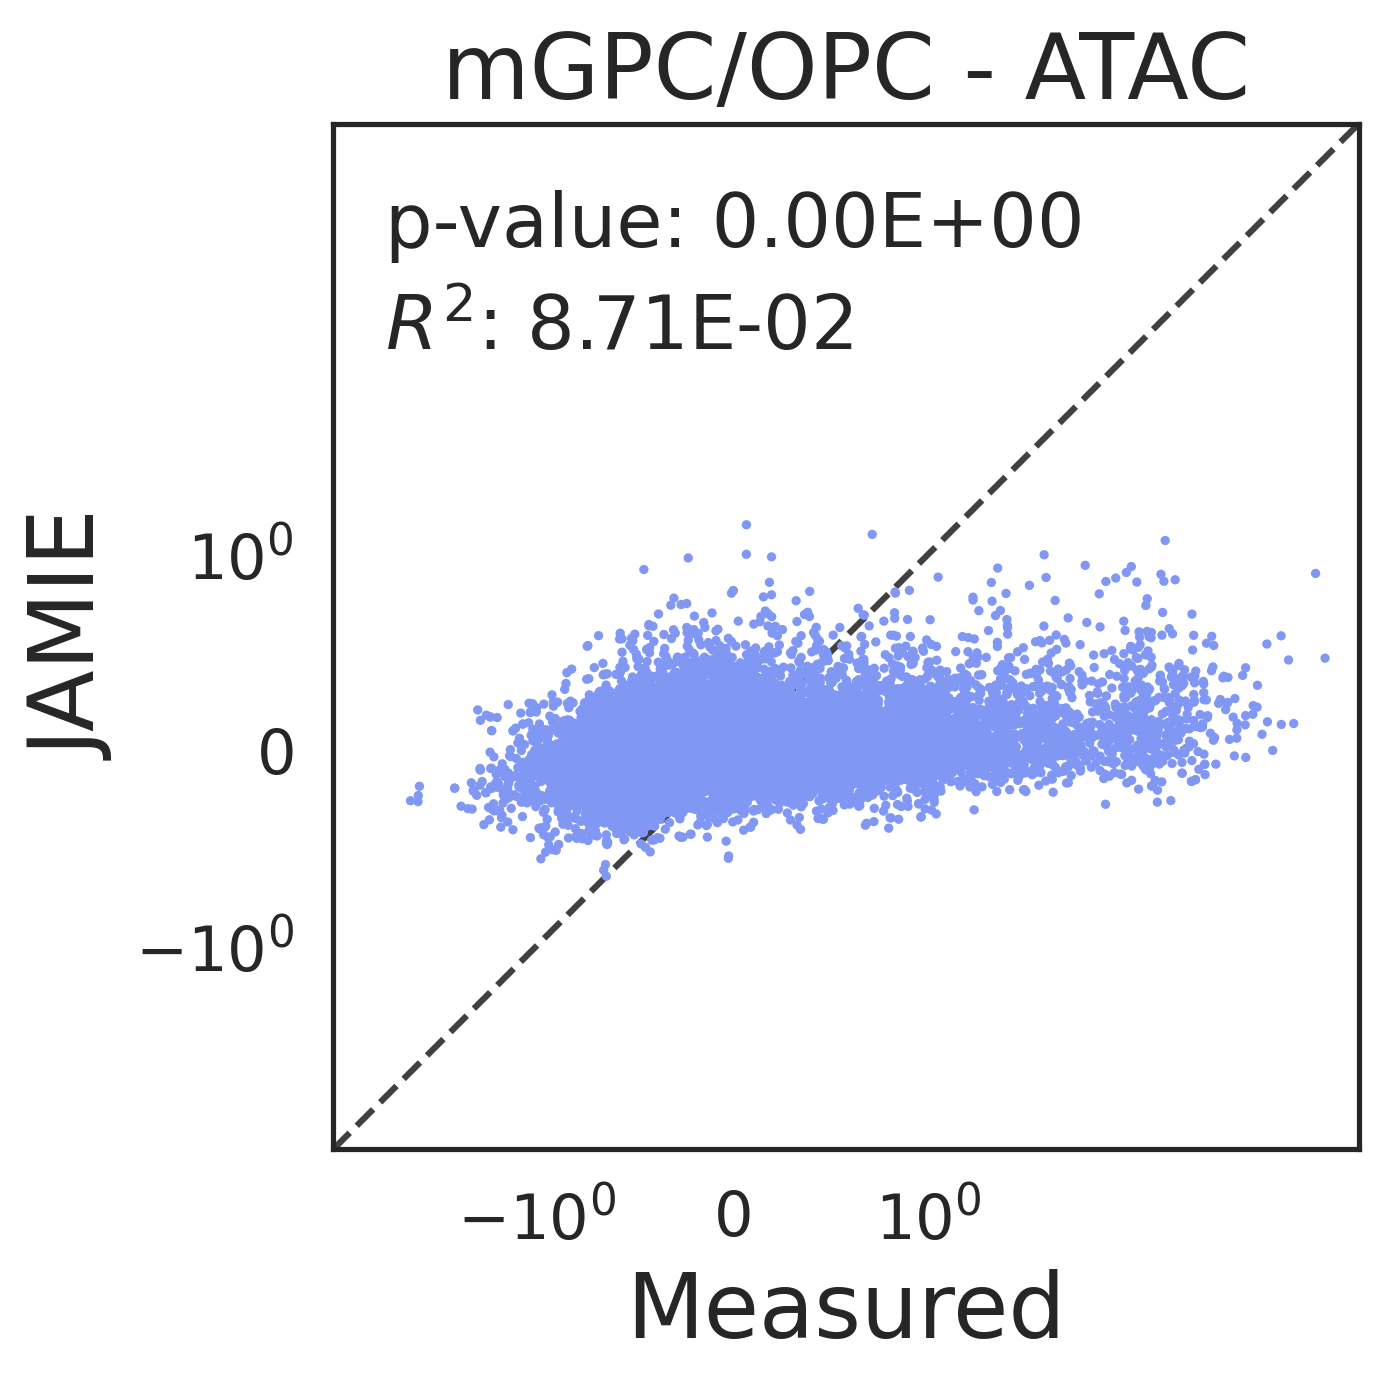 mGPC/OPC - ATAC
p-value: 0.00E+00
R²: 8.71E-02
JAMIE
10⁰
0
−10⁰
−10⁰ 0 10⁰
Measured